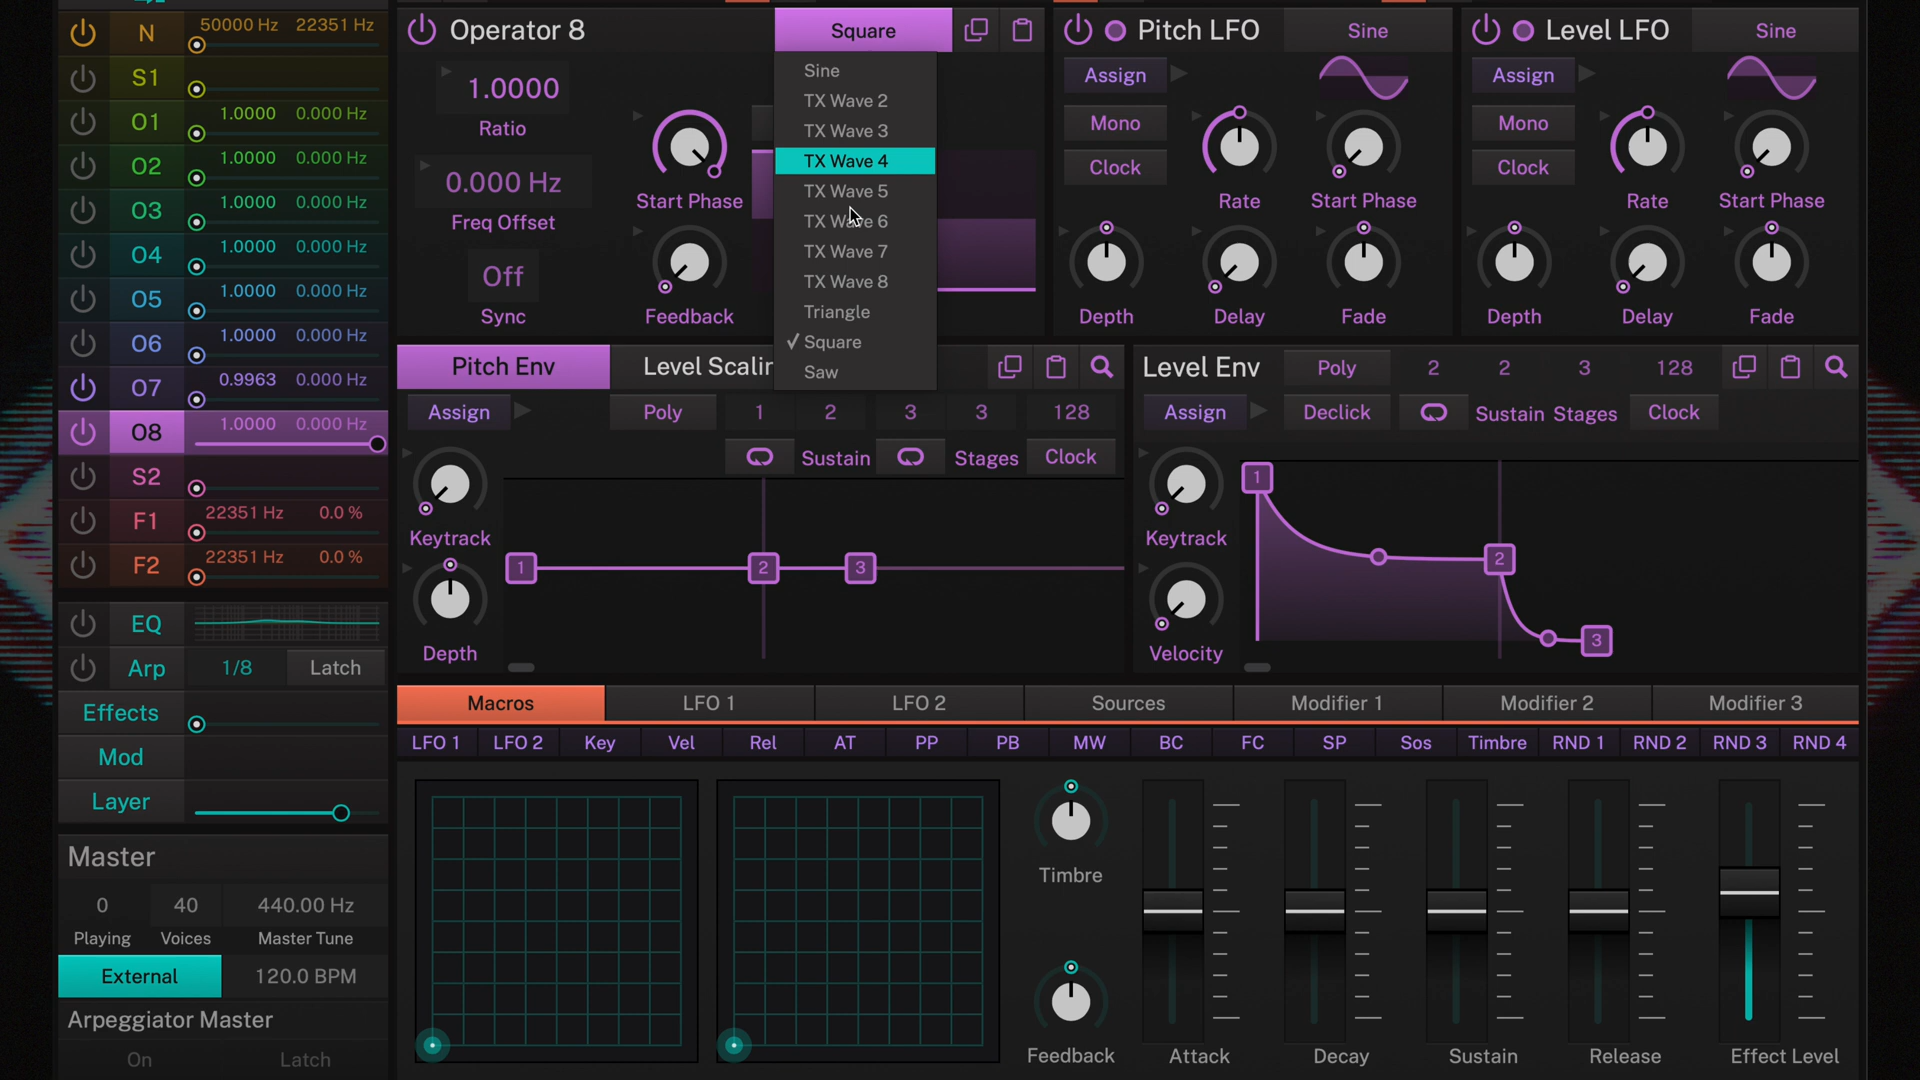 N 50000 Hz 22351 Hz
S1
O1 1.0000 0.000 Hz
O2 1.0000 0.000 Hz
O3 1.0000 0.000 Hz
O4 1.0000 0.000 Hz
O5 1.0000 0.000 Hz
O6 1.0000 0.000 Hz
O7 0.9963 0.000 Hz
O8 1.0000 0.000 Hz
S2
F1 22351 Hz 0.0 %
F2 22351 Hz 0.0 %
EQ
Arp 1/8 Latch
Effects
Mod
Layer
Master
0 40 440.00 Hz
Playing Voices Master Tune
External 120.0 BPM
Arpeggiator Master
On Latch
Operator 8 Square
1.0000
Ratio
0.000 Hz
Freq Offset
Off
Sync
Start Phase
Feedback
Sine
TX Wave 2
TX Wave 3
TX Wave 4
TX Wave 5
TX Wave 6
TX Wave 7
TX Wave 8
Triangle
✓ Square
Saw
Pitch LFO Sine
Assign
Mono
Clock
Rate Start Phase
Depth Delay Fade
Level LFO Sine
Assign
Mono
Clock
Rate Start Phase
Depth Delay Fade
Pitch Env Level Scalin
Assign Poly 1 2 3 3 128
Sustain Stages Clock
Keytrack
Depth
1 2 3
Level Env Poly 2 2 3 128
Assign Declick Sustain Stages Clock
Keytrack
Velocity
1
2
3
Macros LFO 1 LFO 2 Sources Modifier 1 Modifier 2 Modifier 3
LFO 1 LFO 2 Key Vel Rel AT PP PB MW BC FC SP Sos Timbre RND 1 RND 2 RND 3 RND 4
Timbre
Feedback Attack Decay Sustain Release Effect Level